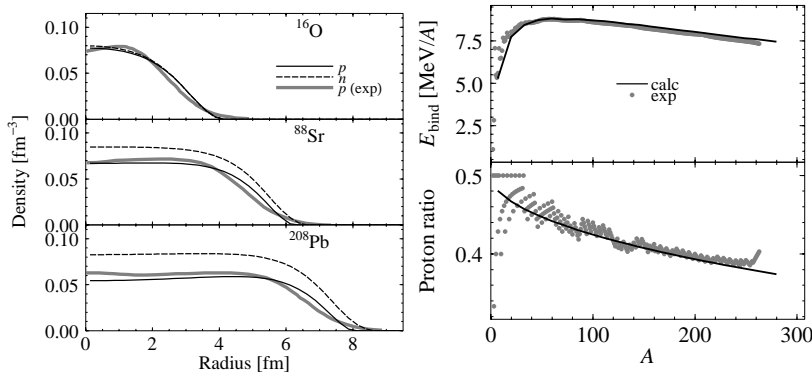 ¹⁶O
0.10
0.05
0.00
p
n
p (exp)
⁸⁸Sr
0.10
0.05
0.00
²⁰⁸Pb
0.10
0.05
0.00
Density [fm⁻³]
0 2 4 6 8
Radius [fm]
7.5
5.0
2.5
E_bind [MeV/A]
calc
exp
0.5
0.4
Proton ratio
0 100 200 300
A